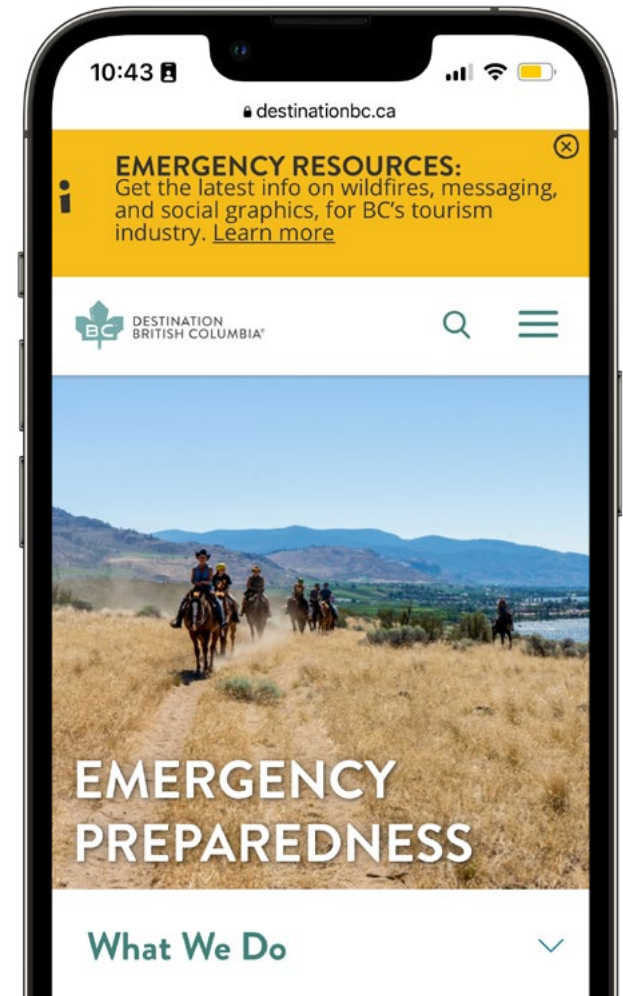 10:43
destinationbc.ca
EMERGENCY RESOURCES:
Get the latest info on wildfires, messaging,
and social graphics, for BC’s tourism
industry. Learn more
BC
DESTINATION
BRITISH COLUMBIA®
EMERGENCY
PREPAREDNESS
What We Do